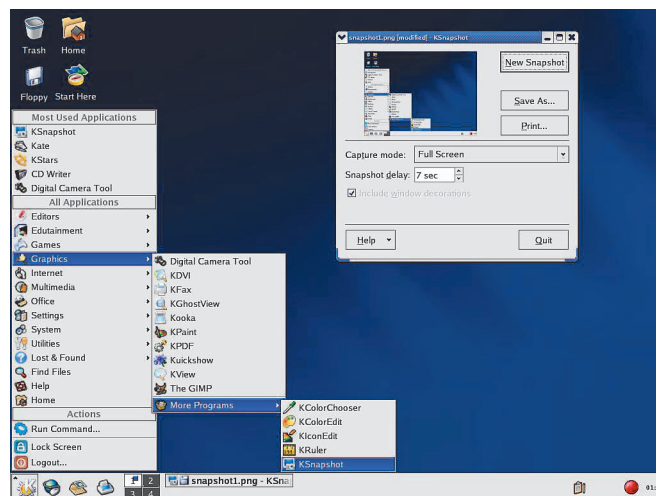 Trash
Home
Floppy
Start Here
Most Used Applications
KSnapshot
Kate
KStars
CD Writer
Digital Camera Tool
All Applications
Editors
Edutainment
Games
Graphics
Internet
Multimedia
Office
Settings
System
Utilities
Lost & Found
Find Files
Help
Home
Actions
Run Command...
Lock Screen
Logout...
Digital Camera Tool
KDVI
KFax
KGhostView
Kooka
KPaint
KPDF
Kuickshow
KView
The GIMP
More Programs
KColorChooser
KColorEdit
KIconEdit
KRuler
KSnapshot
snapshot1.png [modified] - KSnapshot
New Snapshot
Save As...
Print...
Capture mode: Full Screen
Snapshot delay: 7 sec
Include window decorations
Help
Quit
2
3 4
snapshot1.png - KSna
01: